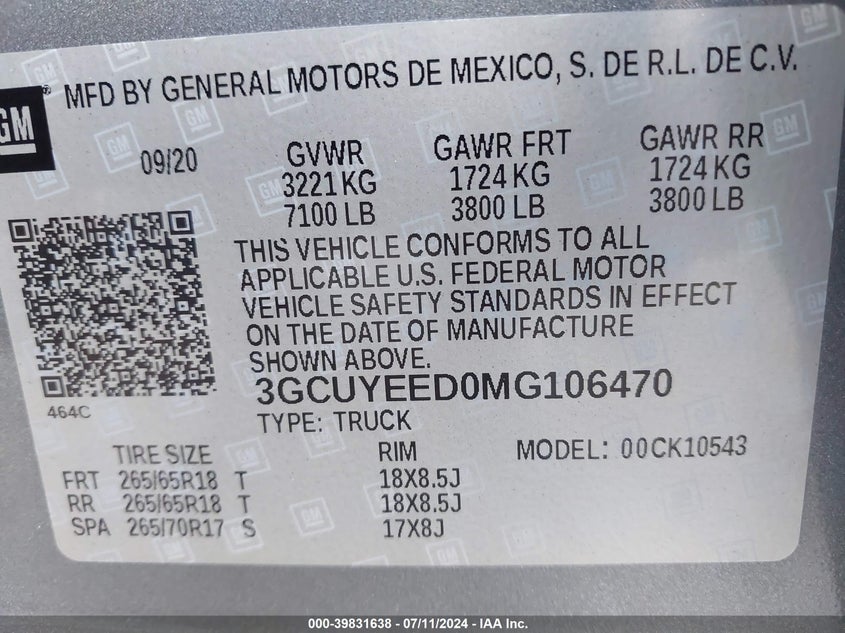 GM®
MFD BY GENERAL MOTORS DE MEXICO, S. DE R.L. DE C.V.
09/20 GVWR GAWR FRT GAWR RR
3221 KG 1724 KG 1724 KG
7100 LB 3800 LB 3800 LB
THIS VEHICLE CONFORMS TO ALL
APPLICABLE U.S. FEDERAL MOTOR
VEHICLE SAFETY STANDARDS IN EFFECT
ON THE DATE OF MANUFACTURE
SHOWN ABOVE.
3GCUYEED0MG106470
464C
TYPE: TRUCK
TIRE SIZE RIM MODEL: 00CK10543
FRT 265/65R18 T 18X8.5J
RR 265/65R18 T 18X8.5J
SPA 265/70R17 S 17X8J
000-39831638 - 07/11/2024 - IAA Inc.